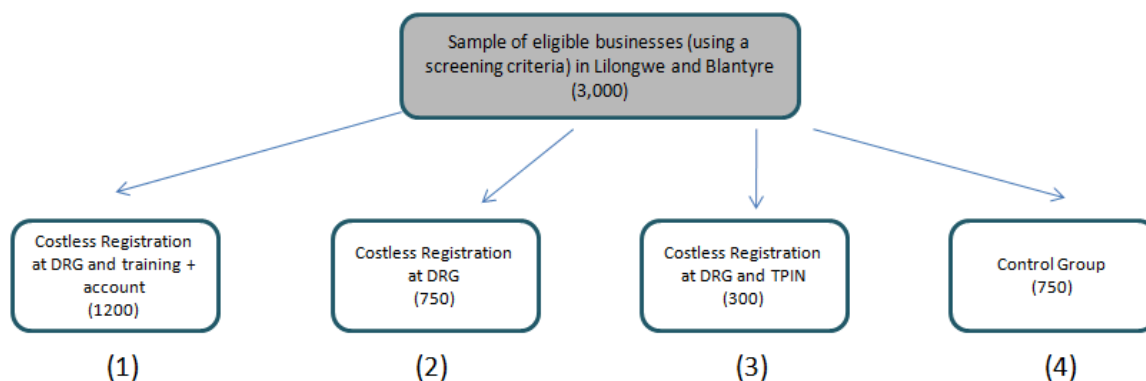 Sample of eligible businesses (using a
screening criteria) in Lilongwe and Blantyre
(3,000)
Costless Registration
at DRG and training +
account
(1200)
Costless Registration
at DRG
(750)
Costless Registration
at DRG and TPIN
(300)
Control Group
(750)
(1)
(2)
(3)
(4)